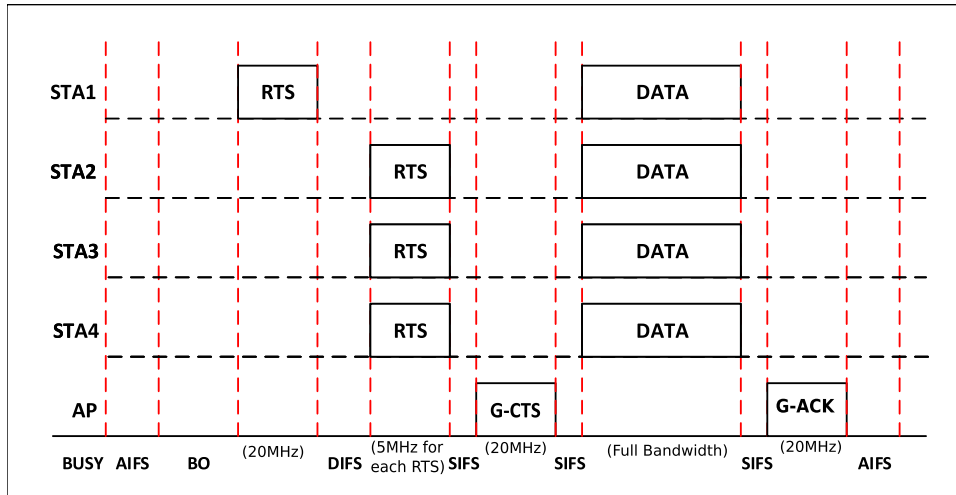 STA1
RTS
DATA
STA2
RTS
DATA
STA3
RTS
DATA
STA4
RTS
DATA
AP
G-CTS
G-ACK
BUSY
AIFS
BO
(20MHz)
DIFS
(5MHz for
each RTS)
SIFS
(20MHz)
SIFS
(Full Bandwidth)
SIFS
(20MHz)
AIFS